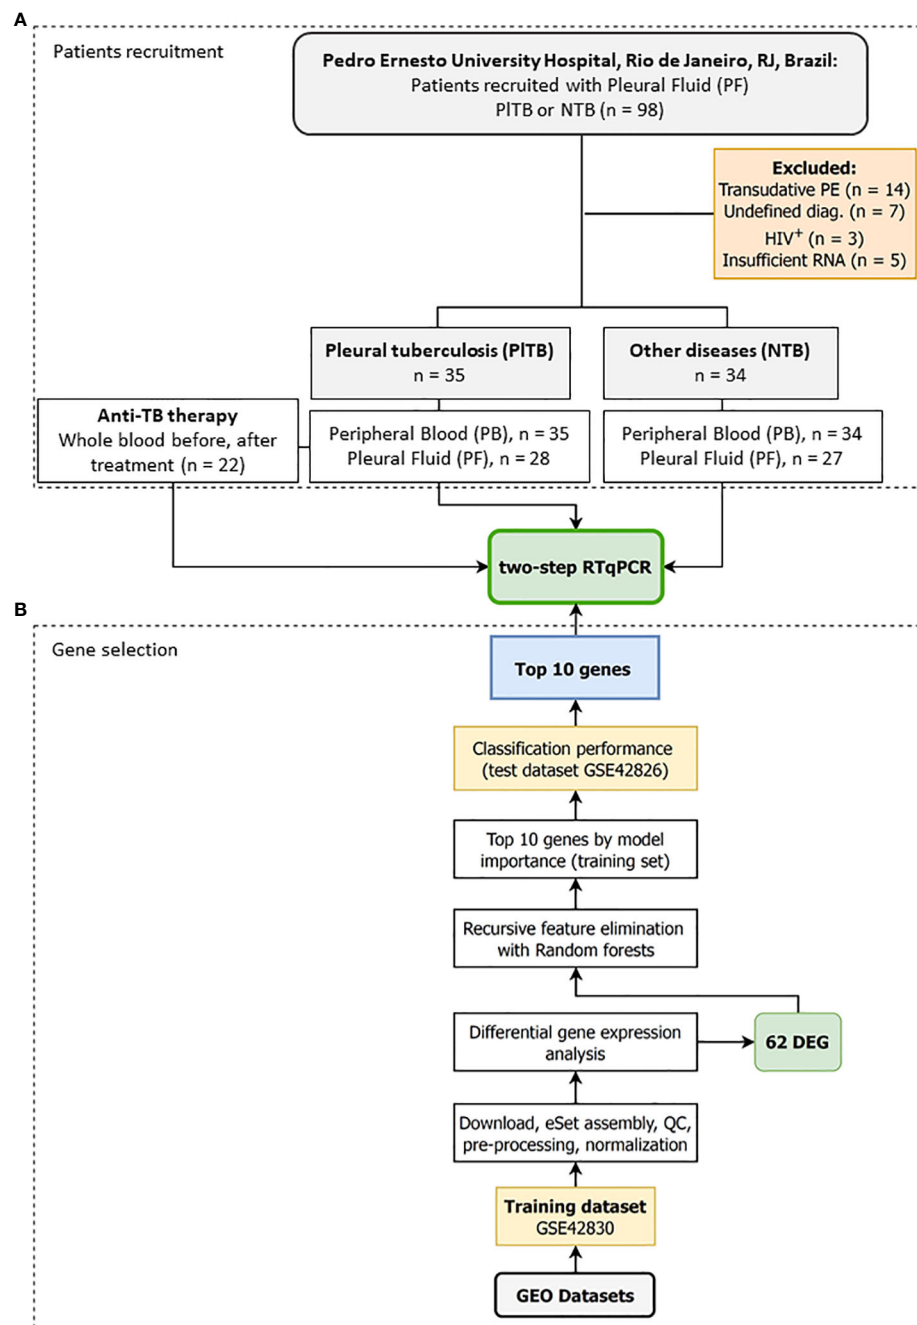 A
Patients recruitment
Pedro Ernesto University Hospital, Rio de Janeiro, RJ, Brazil:
Patients recruited with Pleural Fluid (PF)
PlTB or NTB (n = 98)
Excluded:
Transudative PE (n = 14)
Undefined diag. (n = 7)
HIV+ (n = 3)
Insufficient RNA (n = 5)
Pleural tuberculosis (PlTB)
n = 35
Other diseases (NTB)
n = 34
Anti-TB therapy
Whole blood before, after
treatment (n = 22)
Peripheral Blood (PB), n = 35
Pleural Fluid (PF), n = 28
Peripheral Blood (PB), n = 34
Pleural Fluid (PF), n = 27
two-step RTqPCR
B
Gene selection
Top 10 genes
Classification performance
(test dataset GSE42826)
Top 10 genes by model
importance (training set)
Recursive feature elimination
with Random forests
Differential gene expression
analysis
62 DEG
Download, eSet assembly, QC,
pre-processing, normalization
Training dataset
GSE42830
GEO Datasets